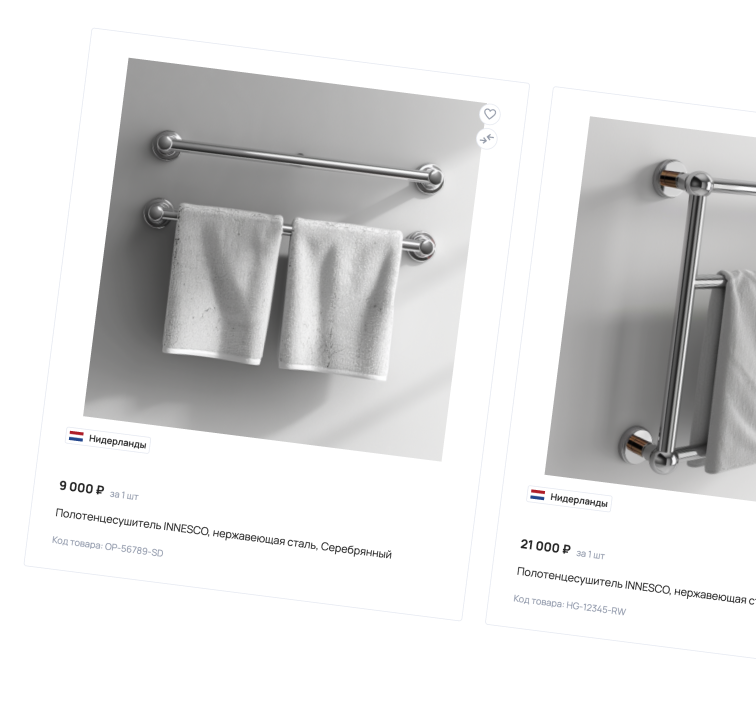 Нидерланды
9 000 ₽ за 1 шт
Полотенцесушитель INNESCO, нержавеющая сталь, Серебрянный
Код товара: OP-56789-SD
Нидерланды
21 000 ₽ за 1 шт
Полотенцесушитель INNESCO, нержавеющая
Код товара: HG-12345-RW